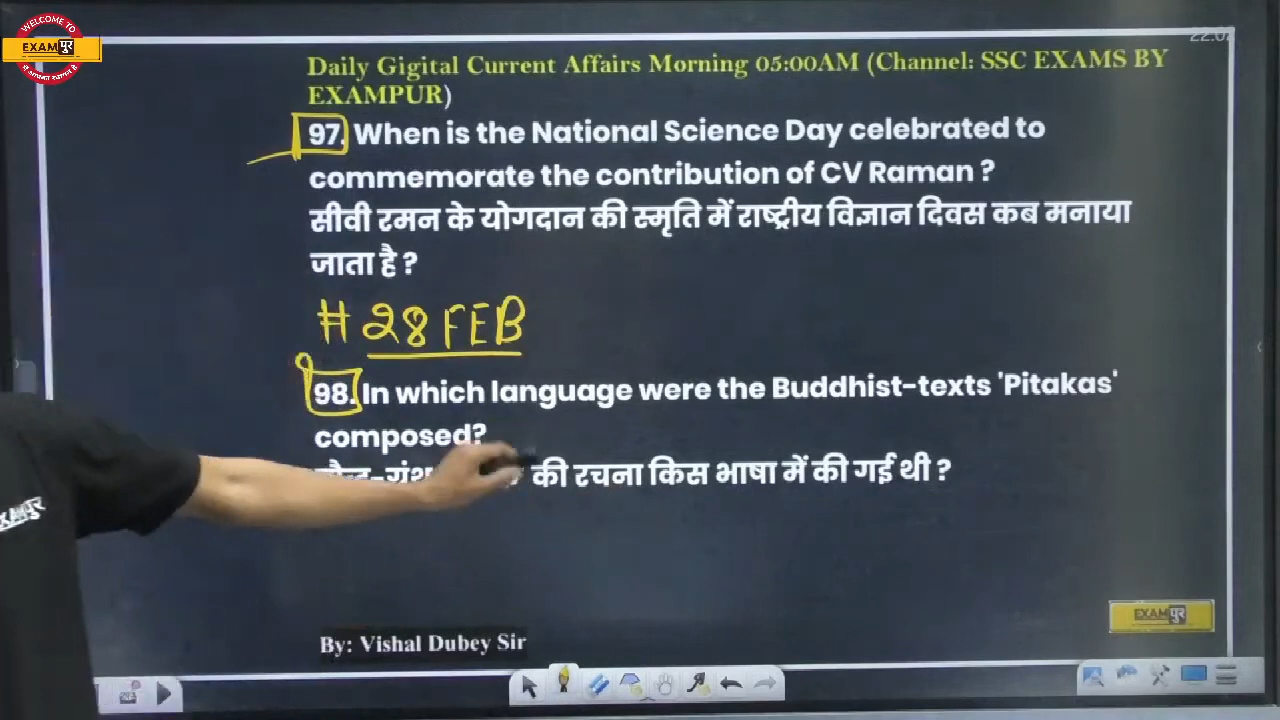 WELCOME TO
EXAMपुर
22:02
Daily Gigital Current Affairs Morning 05:00AM (Channel: SSC EXAMS BY
EXAMPUR)
97. When is the National Science Day celebrated to
commemorate the contribution of CV Raman ?
सीवी रमन के योगदान की स्मृति में राष्ट्रीय विज्ञान दिवस कब मनाया
जाता है ?
# 28 FEB
98. In which language were the Buddhist-texts 'Pitakas'
composed?
की रचना किस भाषा में की गई थी ?
EXAMपुर
By: Vishal Dubey Sir